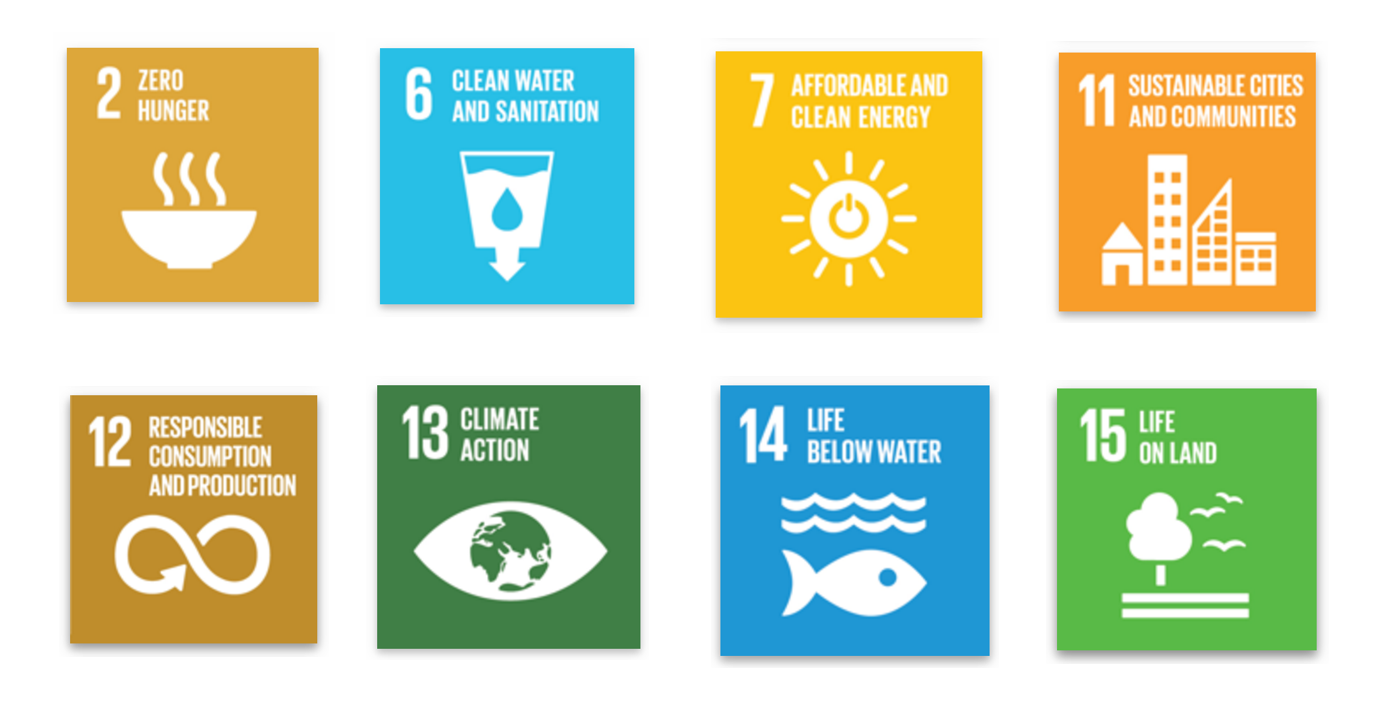 2 ZERO
HUNGER
6 CLEAN WATER
AND SANITATION
7 AFFORDABLE AND
CLEAN ENERGY
11 SUSTAINABLE CITIES
AND COMMUNITIES
12 RESPONSIBLE
CONSUMPTION
AND PRODUCTION
13 CLIMATE
ACTION
14 LIFE
BELOW WATER
15 LIFE
ON LAND